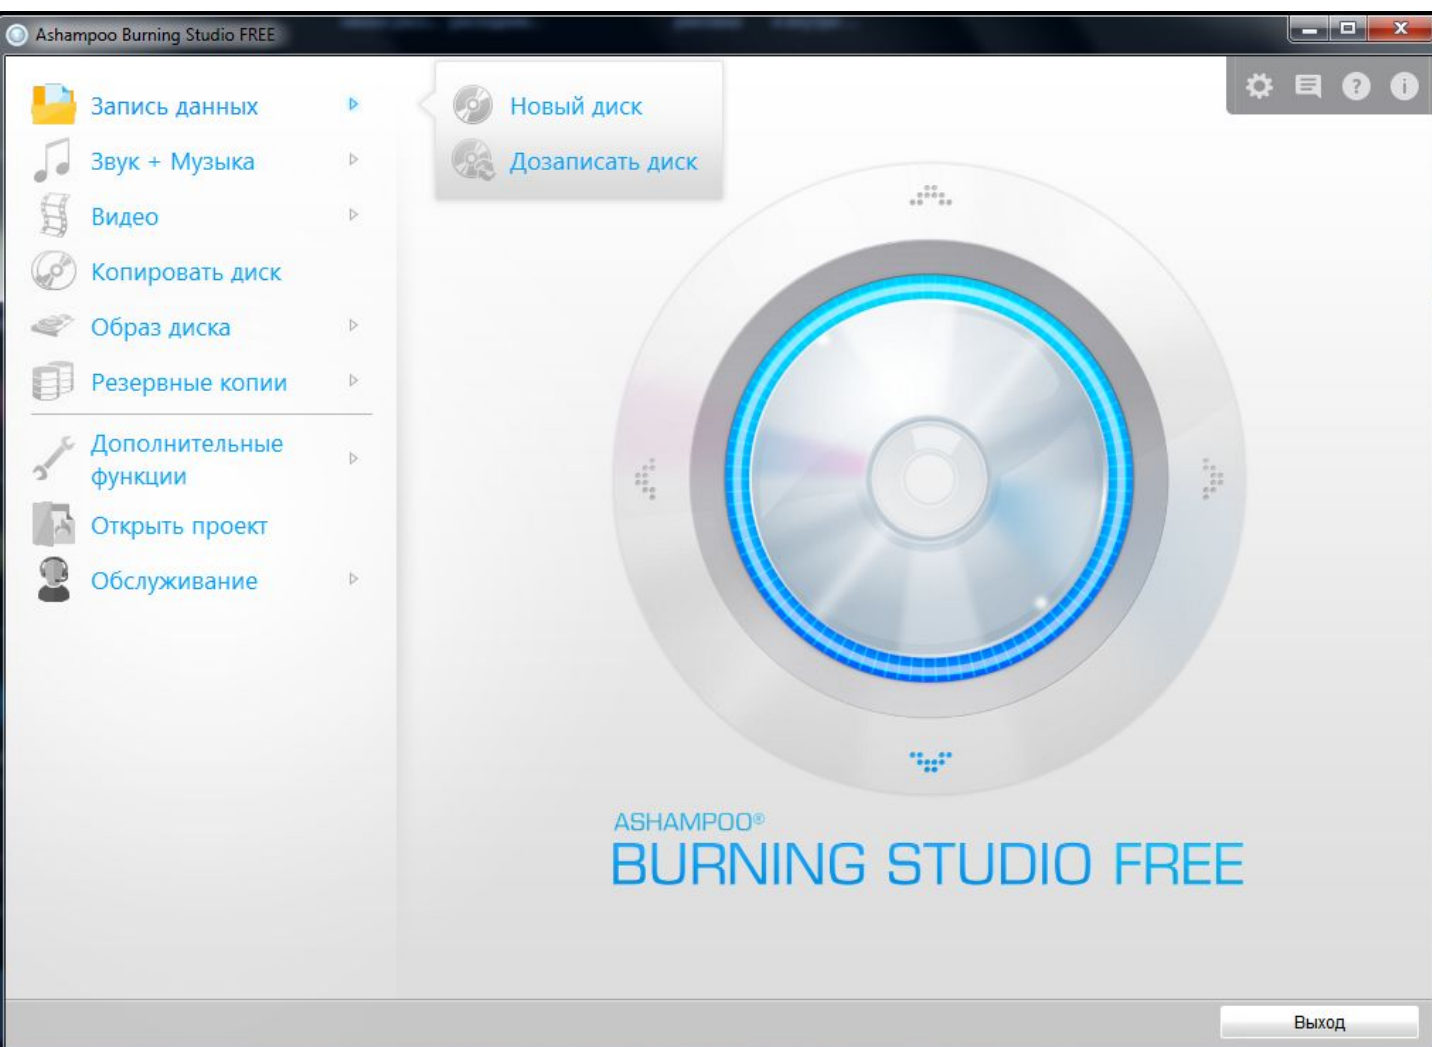 Ashampoo Burning Studio FREE
Запись данных
Новый диск
Дозаписать диск
Звук + Музыка
Видео
Копировать диск
Образ диска
Резервные копии
Дополнительные
функции
Открыть проект
Обслуживание
ASHAMPOO®
BURNING STUDIO FREE
Выход